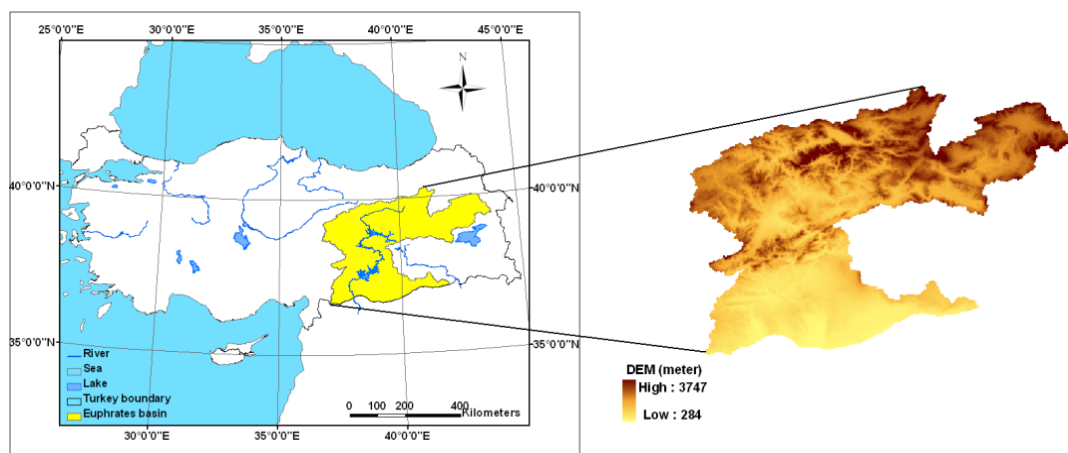 25°0'0"E 30°0'0"E 35°0'0"E 40°0'0"E 45°0'0"E
N
40°0'0"N 40°0'0"N
35°0'0"N 35°0'0"N
River
Sea
Lake
Turkey boundary
Euphrates basin
0 100 200 400
Kilometers
30°0'0"E 35°0'0"E 40°0'0"E
DEM (meter)
High : 3747
Low : 284